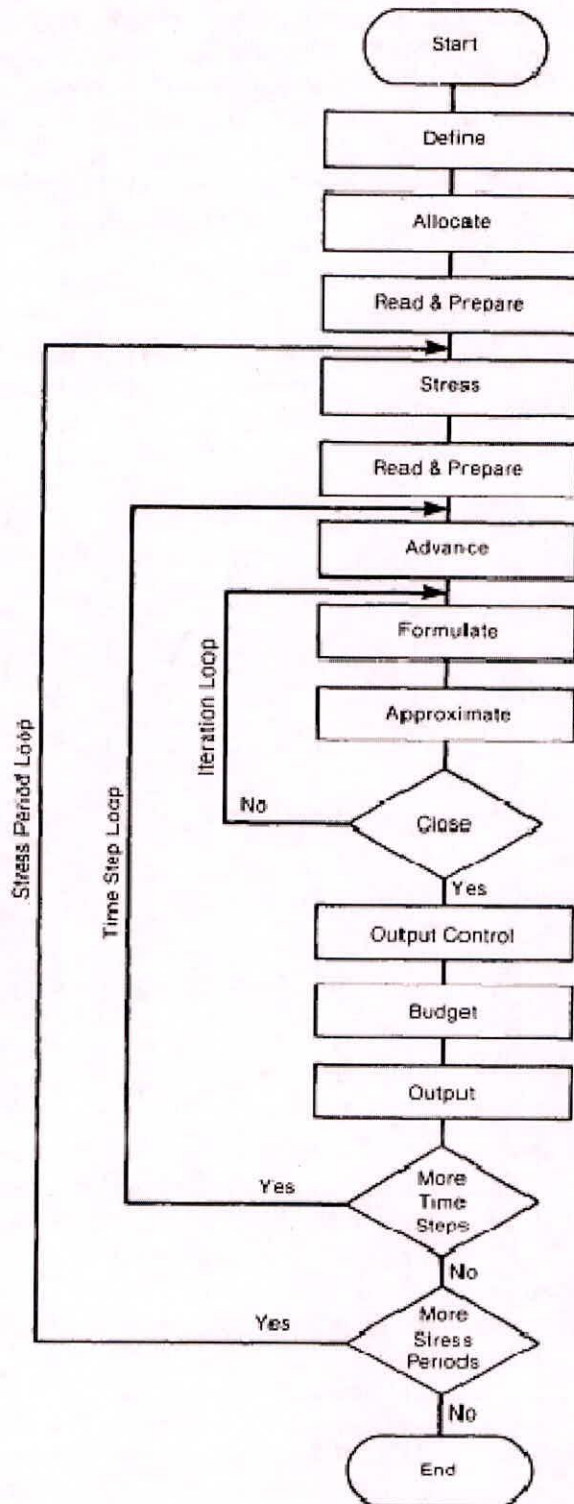 Start
Define
Allocate
Read & Prepare
Stress
Read & Prepare
Advance
Formulate
Approximate
Iteration Loop
Time Step Loop
Stress Period Loop
No
Close
Yes
Output Control
Budget
Output
Yes
More
Time
Steps
No
Yes
More
Stress
Periods
No
End